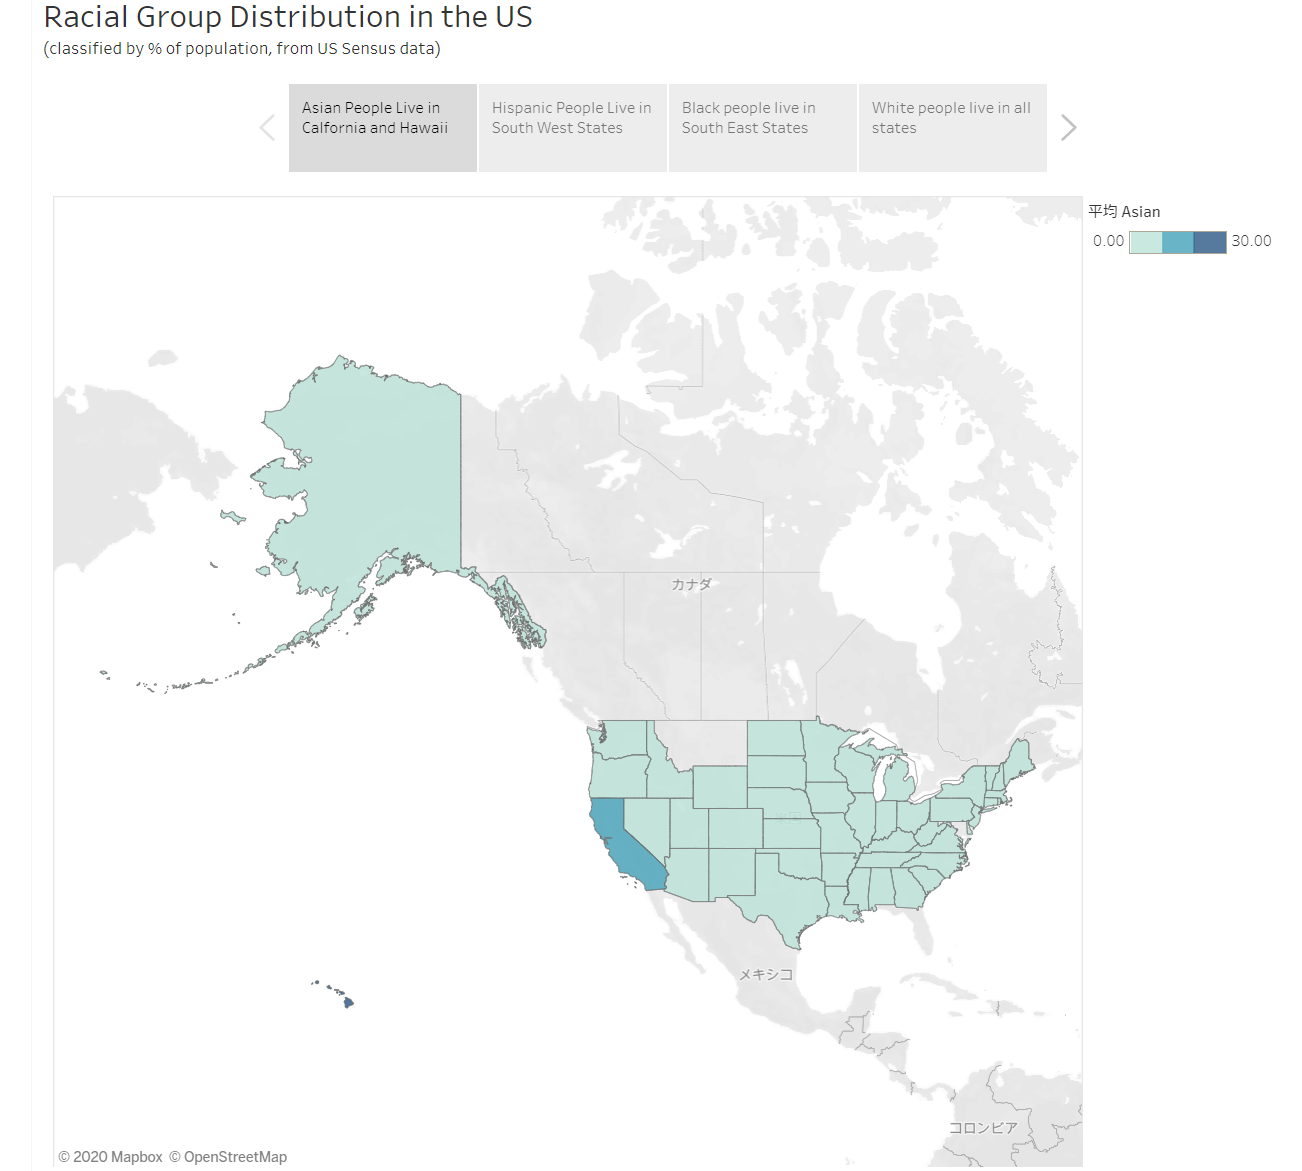 Racial Group Distribution in the US
(classified by % of population, from US Sensus data)
Asian People Live in
Calfornia and Hawaii
Hispanic People Live in
South West States
Black people live in
South East States
White people live in all
states
平均 Asian
0.00
30.00
カナダ
メキシコ
コロンビア
© 2020 Mapbox © OpenStreetMap